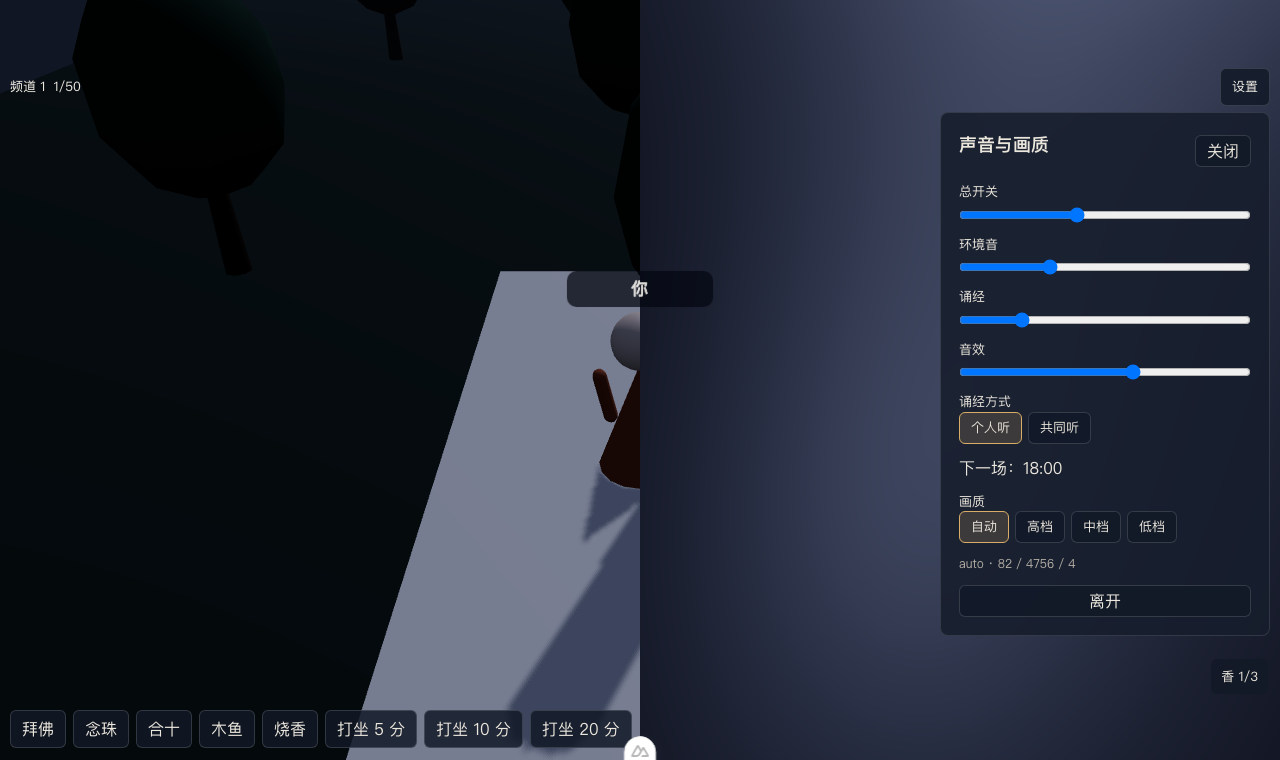 频道 1 1/50
设置
声音与画质
关闭
总开关
环境音
诵经
音效
诵经方式
个人听 共同听
下一场：18:00
画质
自动 高档 中档 低档
auto · 82 / 4756 / 4
离开
你
香 1/3
拜佛 念珠 合十 木鱼 烧香 打坐 5 分 打坐 10 分 打坐 20 分